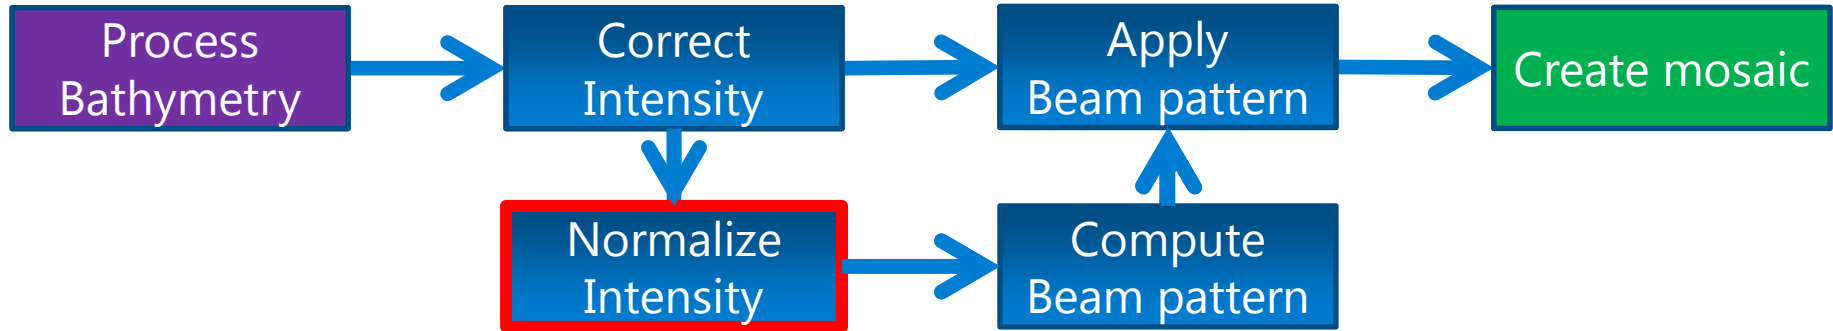 Process
Bathymetry
Correct
Intensity
Apply
Beam pattern
Create mosaic
Normalize
Intensity
Compute
Beam pattern